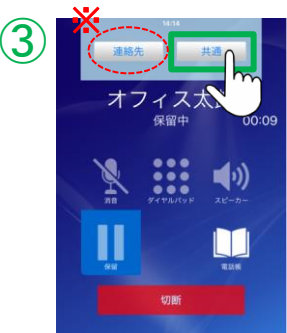 ③
※
14:14
連絡先 共通
オフィス太
保留中 00:09
消音 ダイヤルパッド スピーカー
保留 電話帳
切断